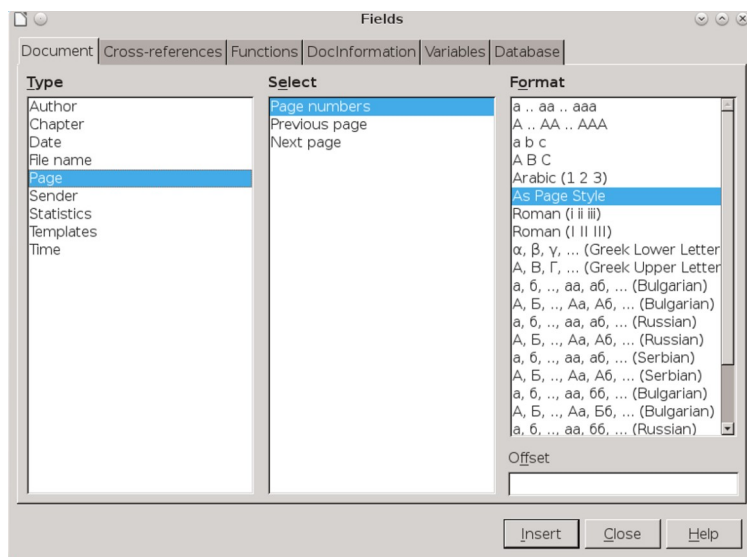 Fields
Document Cross-references Functions DocInformation Variables Database
Type
Author
Chapter
Date
File name
Page
Sender
Statistics
Templates
Time
Select
Page numbers
Previous page
Next page
Format
a .. aa .. aaa
A .. AA .. AAA
a b c
A B C
Arabic (1 2 3)
As Page Style
Roman (i ii iii)
Roman (I II III)
α, β, γ, ... (Greek Lower Letter
Α, Β, Γ, ... (Greek Upper Letter
а, б, .., аа, аб, ... (Bulgarian)
А, Б, .., Аа, Аб, ... (Bulgarian)
а, б, .., аа, аб, ... (Russian)
А, Б, .., Аа, Аб, ... (Russian)
а, б, .., аа, аб, ... (Serbian)
А, Б, .., Аа, Аб, ... (Serbian)
а, б, .., аа, бб, ... (Bulgarian)
А, Б, .., Аа, Бб, ... (Bulgarian)
а, б, .., аа, бб, ... (Russian)
Offset
Insert Close Help